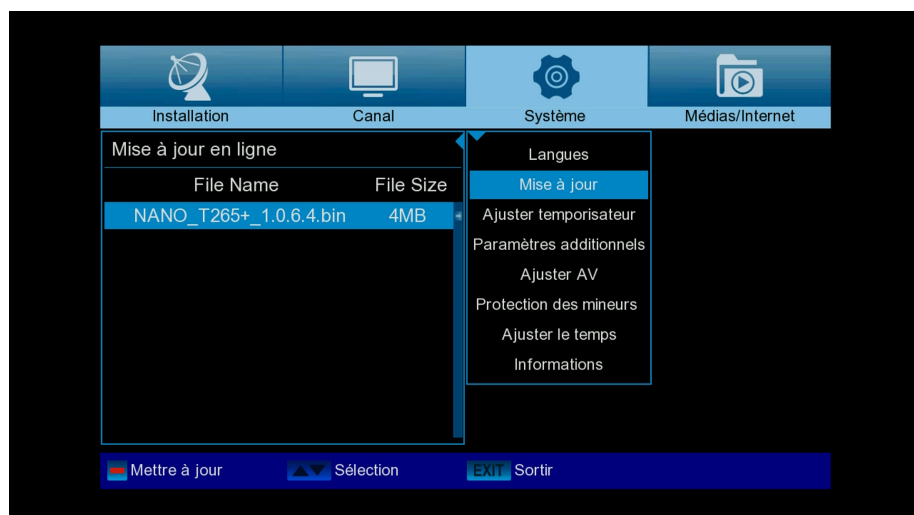 Installation
Canal
Système
Médias/Internet
Mise à jour en ligne
File Name
File Size
NANO_T265+_1.0.6.4.bin
4MB
Langues
Mise à jour
Ajuster temporisateur
Paramètres additionnels
Ajuster AV
Protection des mineurs
Ajuster le temps
Informations
Mettre à jour
Sélection
EXIT Sortir